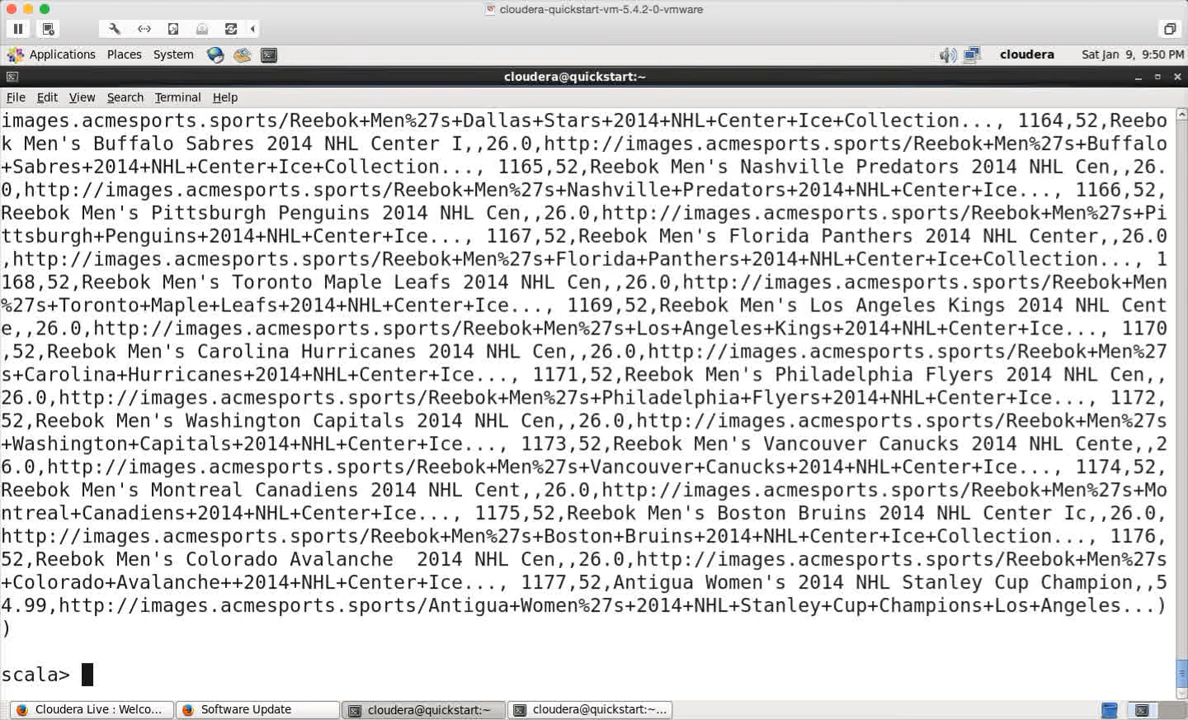 cloudera-quickstart-vm-5.4.2-0-vmware
Applications Places System cloudera Sat Jan 9, 9:50 PM
cloudera@quickstart:~
File Edit View Search Terminal Help
images.acmesports.sports/Reebok+Men%27s+Dallas+Stars+2014+NHL+Center+Ice+Collection..., 1164,52,Reebo
k Men's Buffalo Sabres 2014 NHL Center I,,26.0,http://images.acmesports.sports/Reebok+Men%27s+Buffalo
+Sabres+2014+NHL+Center+Ice+Collection..., 1165,52,Reebok Men's Nashville Predators 2014 NHL Cen,,26.
0,http://images.acmesports.sports/Reebok+Men%27s+Nashville+Predators+2014+NHL+Center+Ice..., 1166,52,
Reebok Men's Pittsburgh Penguins 2014 NHL Cen,,26.0,http://images.acmesports.sports/Reebok+Men%27s+Pi
ttsburgh+Penguins+2014+NHL+Center+Ice..., 1167,52,Reebok Men's Florida Panthers 2014 NHL Center,,26.0
,http://images.acmesports.sports/Reebok+Men%27s+Florida+Panthers+2014+NHL+Center+Ice+Collection..., 1
168,52,Reebok Men's Toronto Maple Leafs 2014 NHL Cen,,26.0,http://images.acmesports.sports/Reebok+Men
%27s+Toronto+Maple+Leafs+2014+NHL+Center+Ice..., 1169,52,Reebok Men's Los Angeles Kings 2014 NHL Cent
e,,26.0,http://images.acmesports.sports/Reebok+Men%27s+Los+Angeles+Kings+2014+NHL+Center+Ice..., 1170
,52,Reebok Men's Carolina Hurricanes 2014 NHL Cen,,26.0,http://images.acmesports.sports/Reebok+Men%27
s+Carolina+Hurricanes+2014+NHL+Center+Ice..., 1171,52,Reebok Men's Philadelphia Flyers 2014 NHL Cen,,
26.0,http://images.acmesports.sports/Reebok+Men%27s+Philadelphia+Flyers+2014+NHL+Center+Ice..., 1172,
52,Reebok Men's Washington Capitals 2014 NHL Cen,,26.0,http://images.acmesports.sports/Reebok+Men%27s
+Washington+Capitals+2014+NHL+Center+Ice..., 1173,52,Reebok Men's Vancouver Canucks 2014 NHL Cente,,2
6.0,http://images.acmesports.sports/Reebok+Men%27s+Vancouver+Canucks+2014+NHL+Center+Ice..., 1174,52,
Reebok Men's Montreal Canadiens 2014 NHL Cent,,26.0,http://images.acmesports.sports/Reebok+Men%27s+Mo
ntreal+Canadiens+2014+NHL+Center+Ice..., 1175,52,Reebok Men's Boston Bruins 2014 NHL Center Ic,,26.0,
http://images.acmesports.sports/Reebok+Men%27s+Boston+Bruins+2014+NHL+Center+Ice+Collection..., 1176,
52,Reebok Men's Colorado Avalanche  2014 NHL Cen,,26.0,http://images.acmesports.sports/Reebok+Men%27s
+Colorado+Avalanche++2014+NHL+Center+Ice..., 1177,52,Antigua Women's 2014 NHL Stanley Cup Champion,,5
4.99,http://images.acmesports.sports/Antigua+Women%27s+2014+NHL+Stanley+Cup+Champions+Los+Angeles...)
)
scala>
Cloudera Live : Welco... Software Update cloudera@quickstart:~ cloudera@quickstart:~...